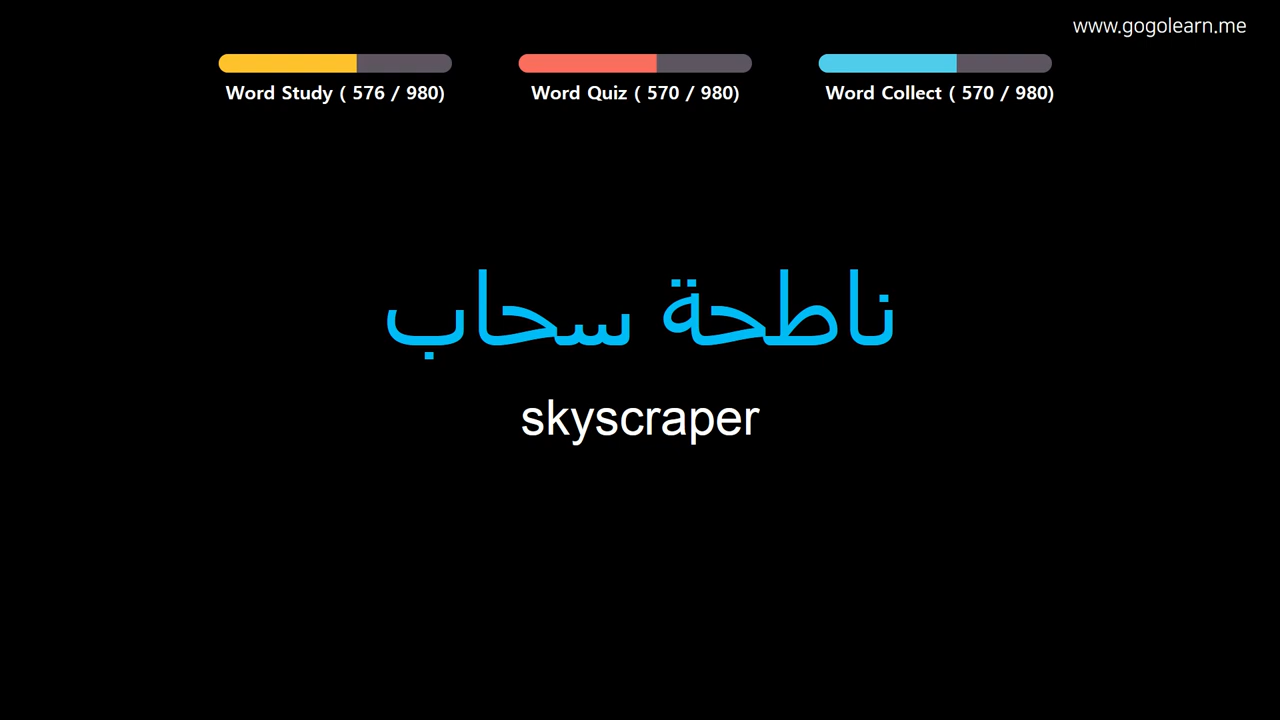 www.gogolearn.me
Word Study ( 576 / 980)
Word Quiz ( 570 / 980)
Word Collect ( 570 / 980)
ناطحة سحاب
skyscraper